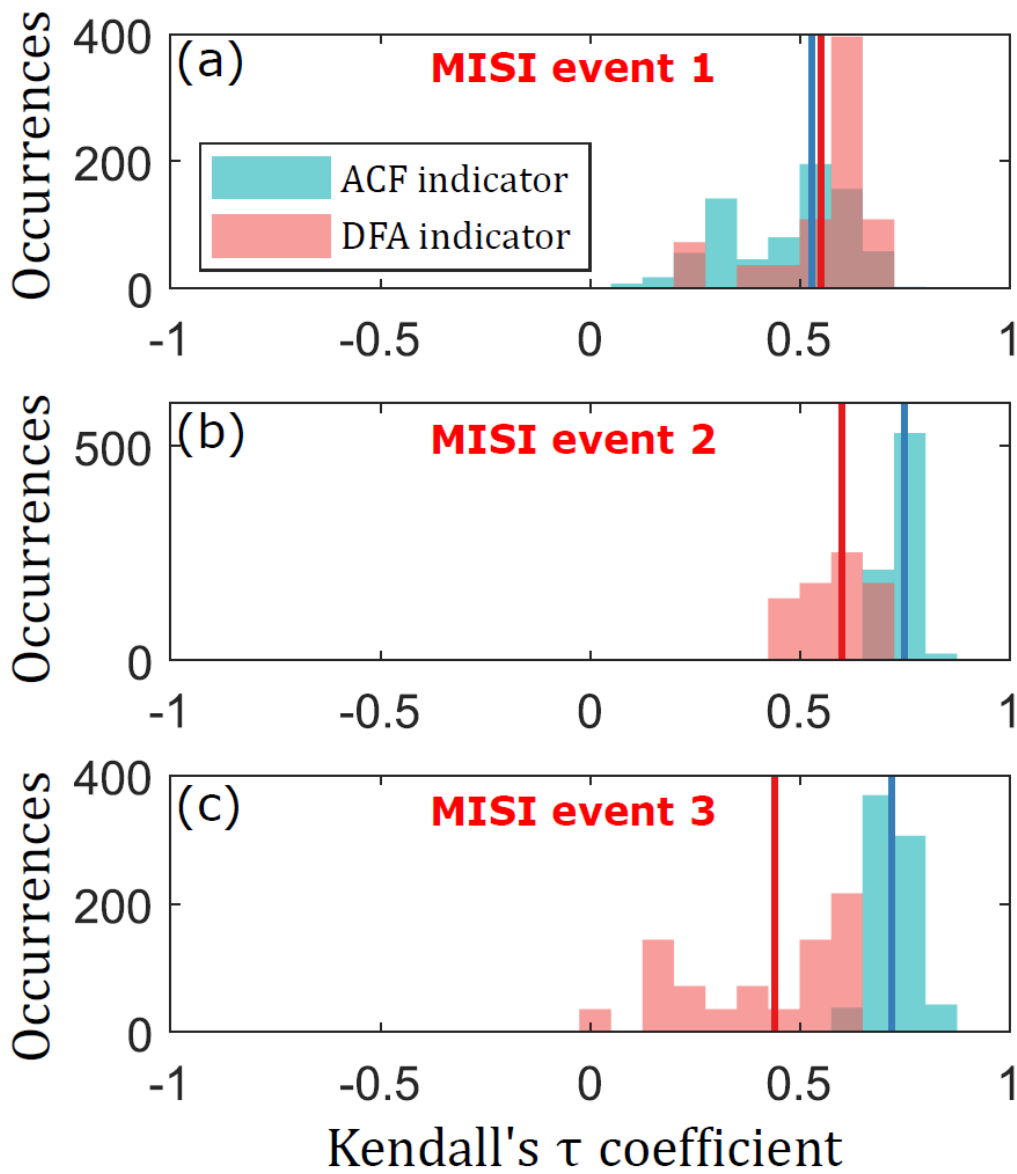 Occurrences
400
200
0
(a)
MISI event 1
ACF indicator
DFA indicator
-1 -0.5 0 0.5 1
Occurrences
500
0
(b)
MISI event 2
-1 -0.5 0 0.5 1
Occurrences
400
200
0
(c)
MISI event 3
-1 -0.5 0 0.5 1
Kendall's τ coefficient